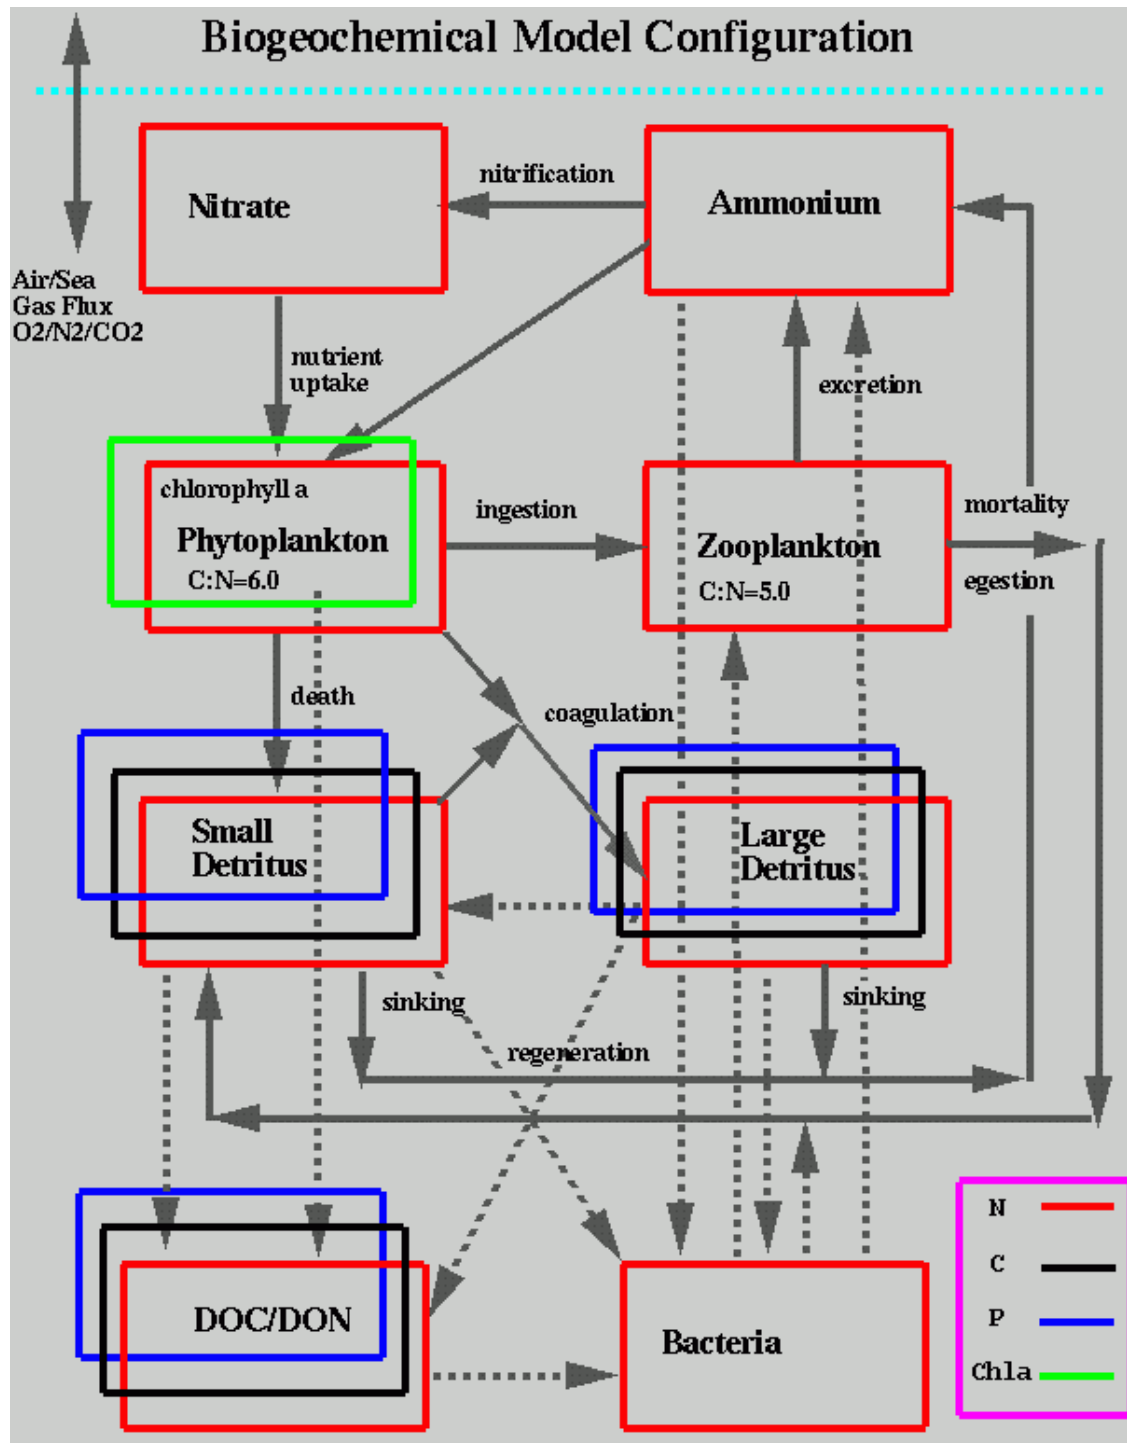 Biogeochemical Model Configuration
Nitrate
nitrification
Ammonium
Air/Sea
Gas Flux
O2/N2/CO2
nutrient
uptake
excretion
chlorophyll a
Phytoplankton
C:N=6.0
ingestion
Zooplankton
C:N=5.0
mortality
egestion
death
coagulation
Small
Detritus
Large
Detritus
sinking
sinking
regeneration
DOC/DON
Bacteria
N
C
P
Chla